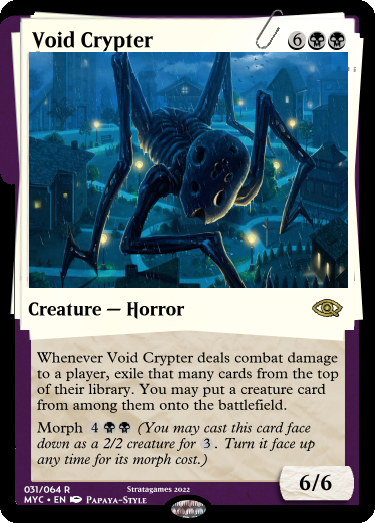 Void Crypter 6
Creature — Horror
Whenever Void Crypter deals combat damage
to a player, exile that many cards from the top
of their library. You may put a creature card
from among them onto the battlefield.
Morph 4 (You may cast this card face
down as a 2/2 creature for 3. Turn it face up
any time for its morph cost.)
6/6
031/064 R
Stratagames 2022
MYC • EN Papaya-Style